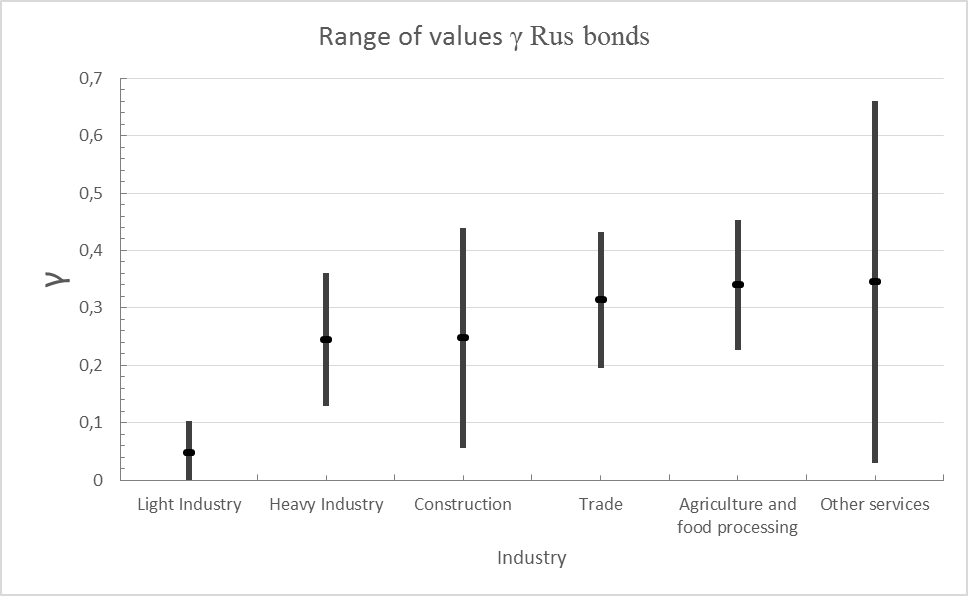 Range of values γ Rus bonds
0,7
0,6
0,5
0,4
0,3
0,2
0,1
0
γ
Light Industry
Heavy Industry
Construction
Trade
Agriculture and
food processing
Other services
Industry